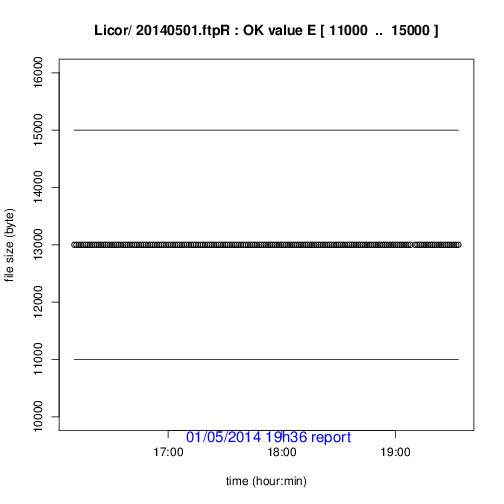 Licor/ 20140501.ftpR : OK value E [ 11000 .. 15000 ]
file size (byte)
16000
15000
14000
13000
12000
11000
10000
01/05/2014 19h36 report
17:00 18:00 19:00
time (hour:min)